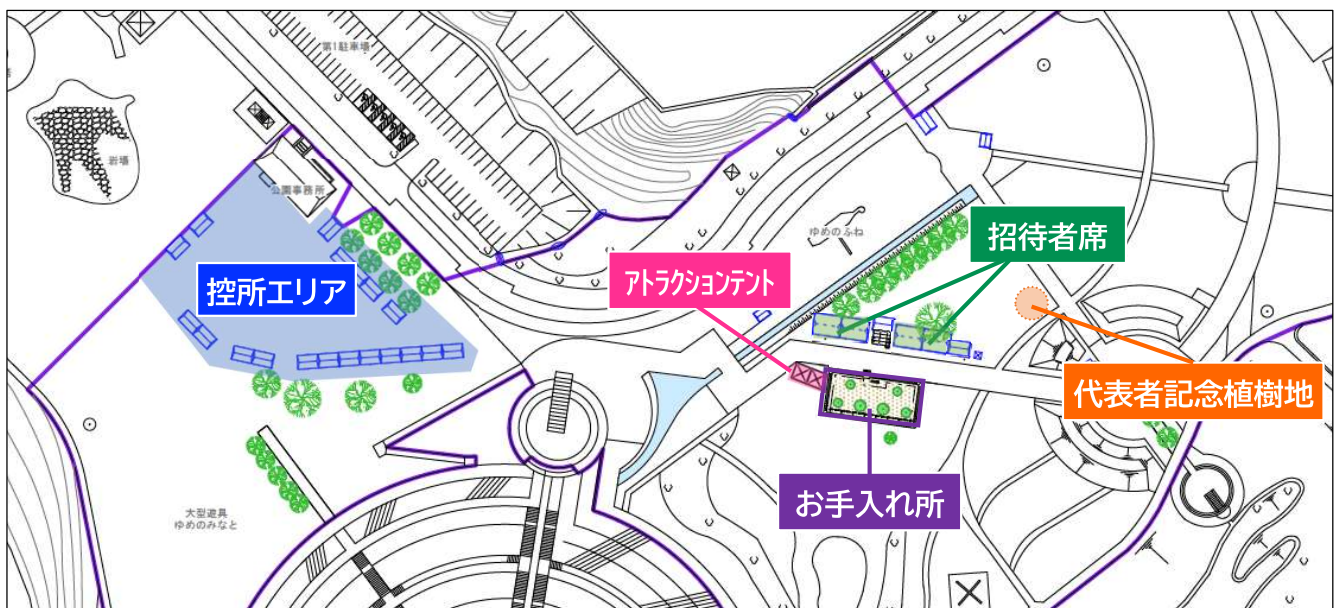 第1駐車場
岩場
公園事務所
控所エリア
アトラクションテント
ゆめのふね
招待者席
代表者記念植樹地
お手入れ所
大型遊具
ゆめのみなと